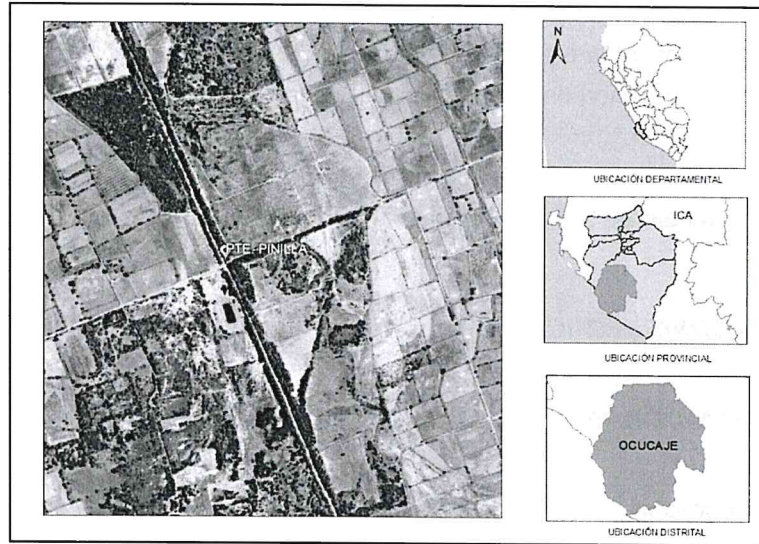 PTE. PINILLA
N
UBICACIÓN DEPARTAMENTAL
ICA
UBICACIÓN PROVINCIAL
OCUCAJE
UBICACIÓN DISTRITAL